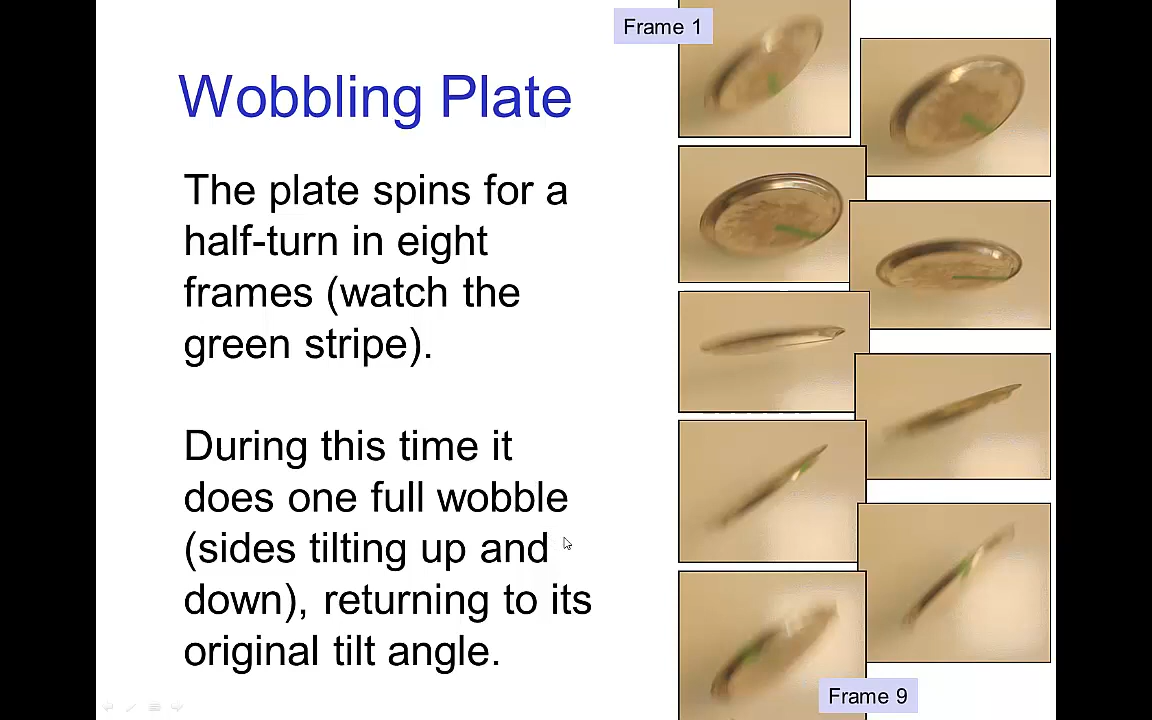 Frame 1
Wobbling Plate
The plate spins for a
half-turn in eight
frames (watch the
green stripe).
During this time it
does one full wobble
(sides tilting up and
down), returning to its
original tilt angle.
Frame 9